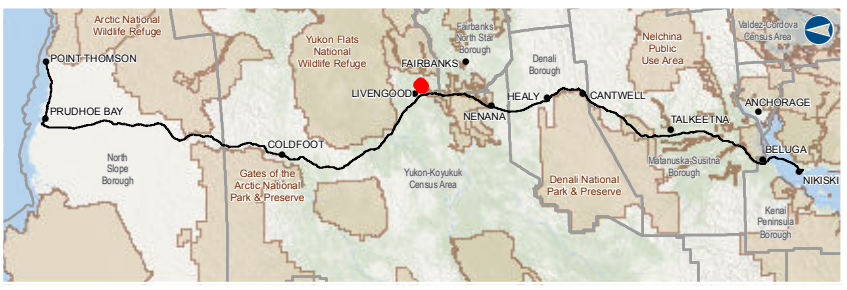 Arctic National
Wildlife Refuge
POINT THOMSON
PRUDHOE BAY
North
Slope
Borough
COLDFOOT
Gates of the
Arctic National
Park & Preserve
Yukon Flats
National
Wildlife Refuge
LIVENGOOD
FAIRBANKS
Fairbanks
North Star
Borough
NENANA
Yukon-Koyukuk
Census Area
Denali
Borough
HEALY
CANTWELL
Denali National
Park & Preserve
Nelchina
Public
Use Area
TALKEETNA
Matanuska-Susitna
Borough
Valdez-Cordova
Census Area
ANCHORAGE
BELUGA
NIKISKI
Kenai
Peninsula
Borough